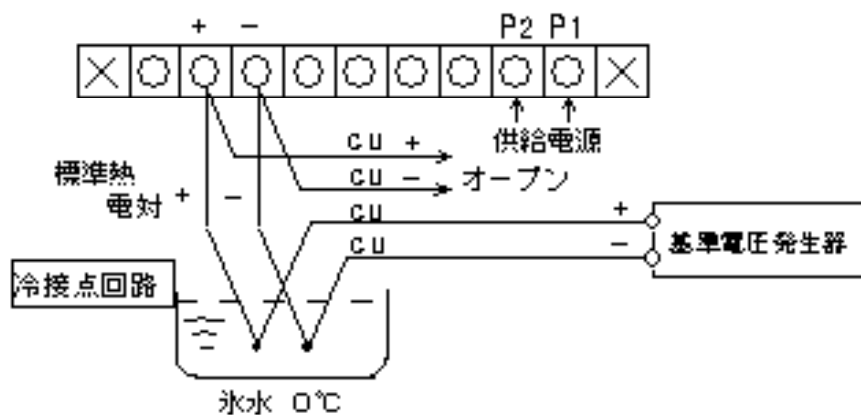 + − P2 P1
供給電源
CU +
CU − オープン
標準熱
電対 + −
CU +
CU − 基準電圧発生器
冷接点回路
氷水 0℃